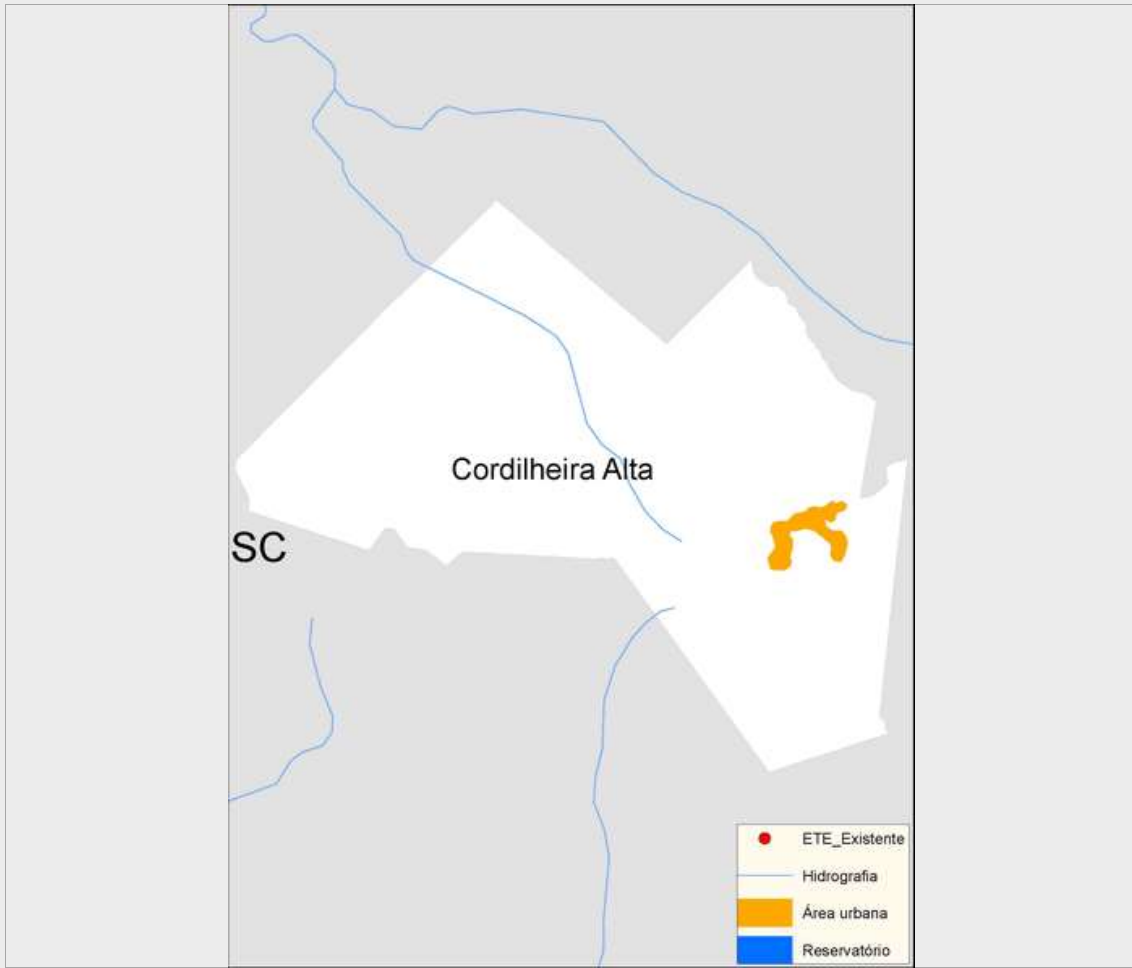 Cordilheira Alta
SC
ETE_Existente
Hidrografia
Área urbana
Reservatório